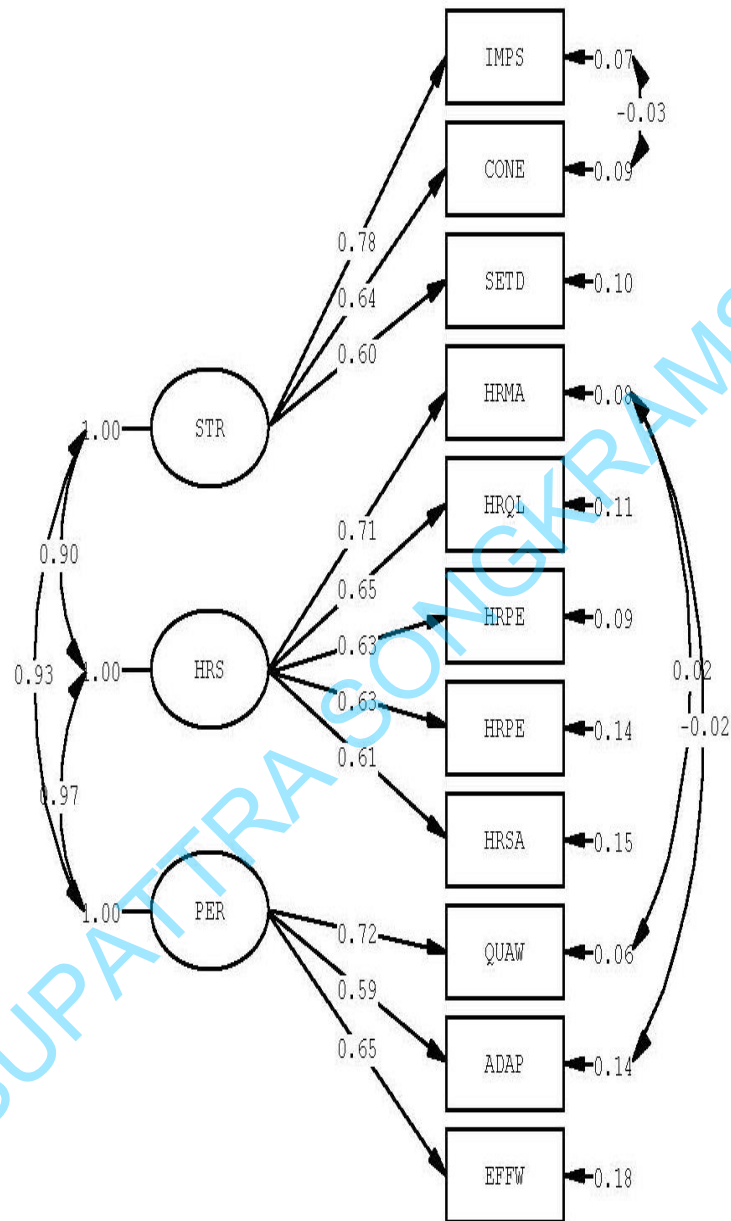 IMPS
0.07
-0.03
CONE
0.09
0.78
0.64
0.60
SETD
0.10
STR
1.00
HRMA
0.08
0.90
0.71
0.65
0.63
0.63
0.61
HRQL
0.11
HRPE
0.09
0.93
HRS
1.00
0.02
-0.02
HRPE
0.14
0.97
HRSA
0.15
PER
1.00
0.72
0.59
0.65
QUAW
0.06
ADAP
0.14
EFFW
0.18
SUPATTRA SONGKRAMS